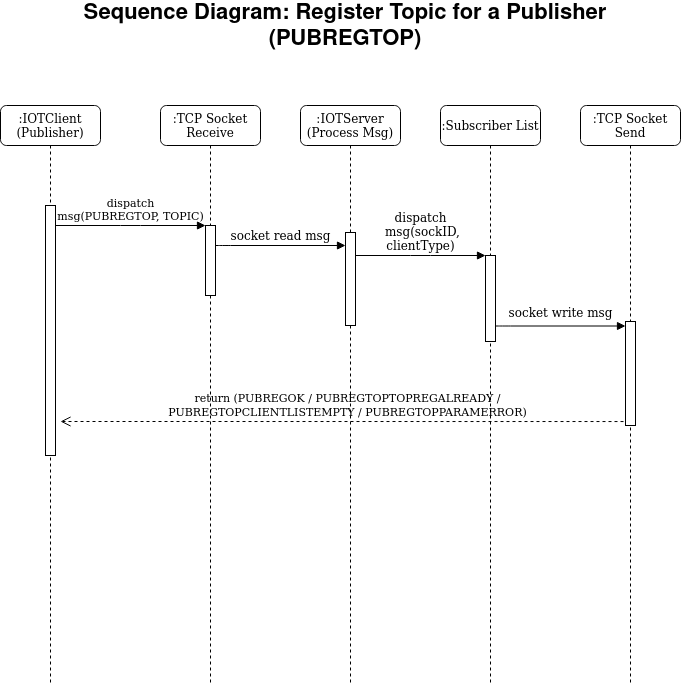 Sequence Diagram: Register Topic for a Publisher
(PUBREGTOP)
:IOTClient
(Publisher)
:TCP Socket
Receive
:IOTServer
(Process Msg)
:Subscriber List
:TCP Socket
Send
dispatch
msg(PUBREGTOP, TOPIC)
socket read msg
dispatch
msg(sockID,
clientType)
socket write msg
return (PUBREGOK / PUBREGTOPTOPREGALREADY /
PUBREGTOPCLIENTLISTEMPTY / PUBREGTOPPARAMERROR)